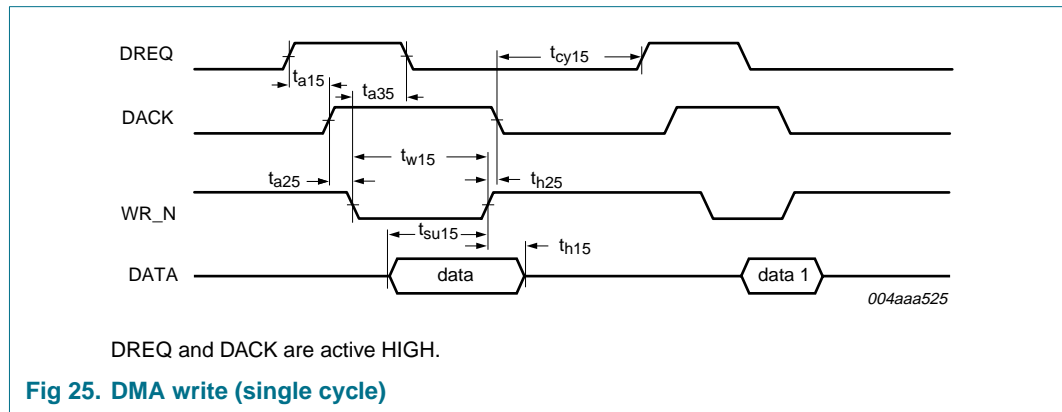 DREQ
t_cy15
t_a15
t_a35
DACK
t_w15
t_a25
t_h25
WR_N
t_su15
t_h15
DATA
data
data 1
004aaa525
DREQ and DACK are active HIGH.
Fig 25. DMA write (single cycle)